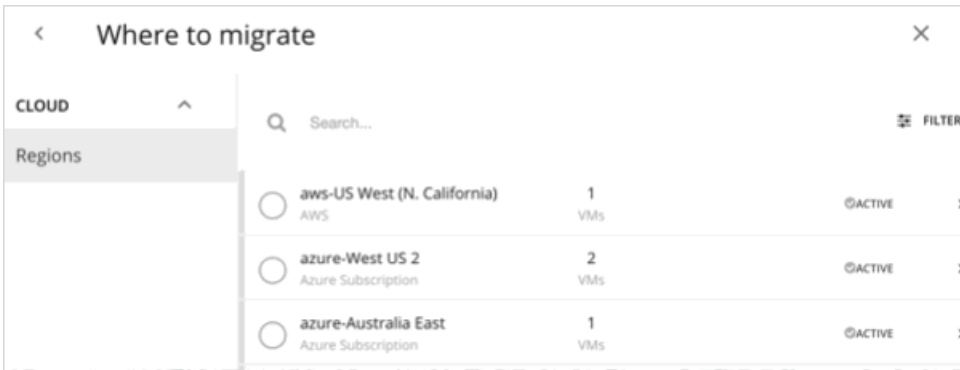 Where to migrate
CLOUD
Search...
FILTER
Regions
aws-US West (N. California)
AWS
1
VMs
ACTIVE
azure-West US 2
Azure Subscription
2
VMs
ACTIVE
azure-Australia East
Azure Subscription
1
VMs
ACTIVE